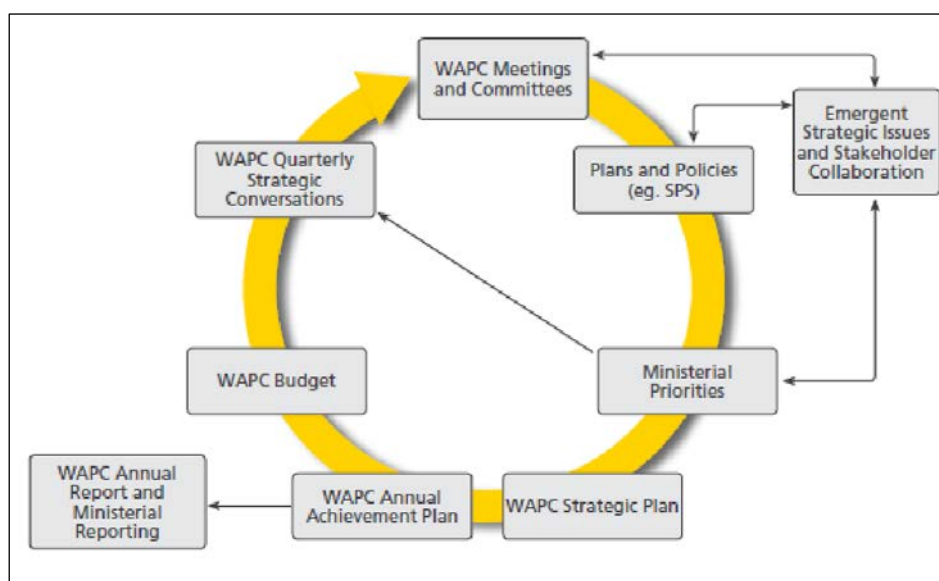 WAPC Meetings
and Committees
Emergent
Strategic Issues
and Stakeholder
Collaboration
WAPC Quarterly
Strategic
Conversations
Plans and Policies
(eg. SPS)
WAPC Budget
Ministerial
Priorities
WAPC Annual
Report and
Ministerial
Reporting
WAPC Annual
Achievement Plan
WAPC Strategic Plan